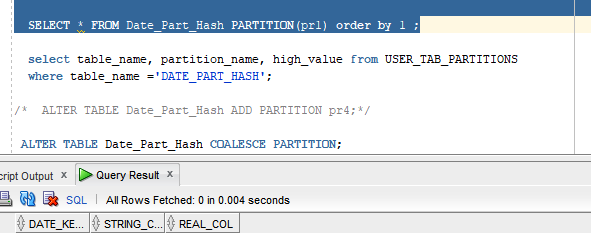 SELECT * FROM Date_Part_Hash PARTITION(pr1) order by 1 ;
select table_name, partition_name, high_value from USER_TAB_PARTITIONS
where table_name ='DATE_PART_HASH';
/* ALTER TABLE Date_Part_Hash ADD PARTITION pr4;*/
ALTER TABLE Date_Part_Hash COALESCE PARTITION;
cript Output x Query Result x
SQL | All Rows Fetched: 0 in 0.004 seconds
DATE_KE... STRING_C... REAL_COL